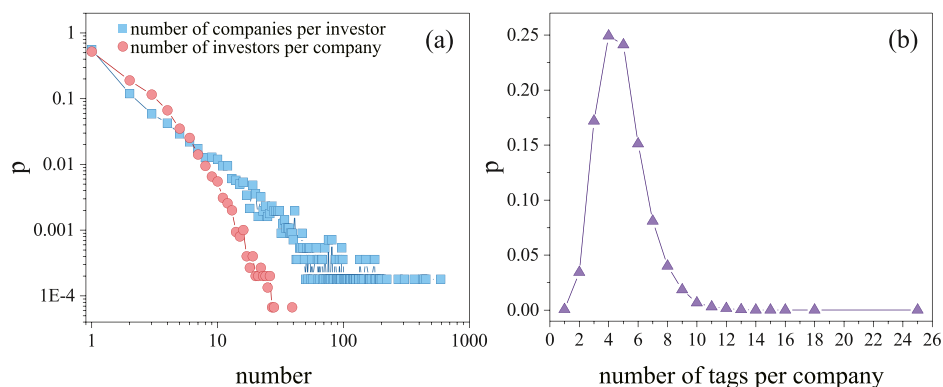 number of companies per investor
number of investors per company
(a)
1
0.1
0.01
0.001
1E-4
p
1 10 100 1000
number
(b)
0.25
0.20
0.15
0.10
0.05
0.00
p
0 2 4 6 8 10 12 14 16 18 20 22 24 26
number of tags per company